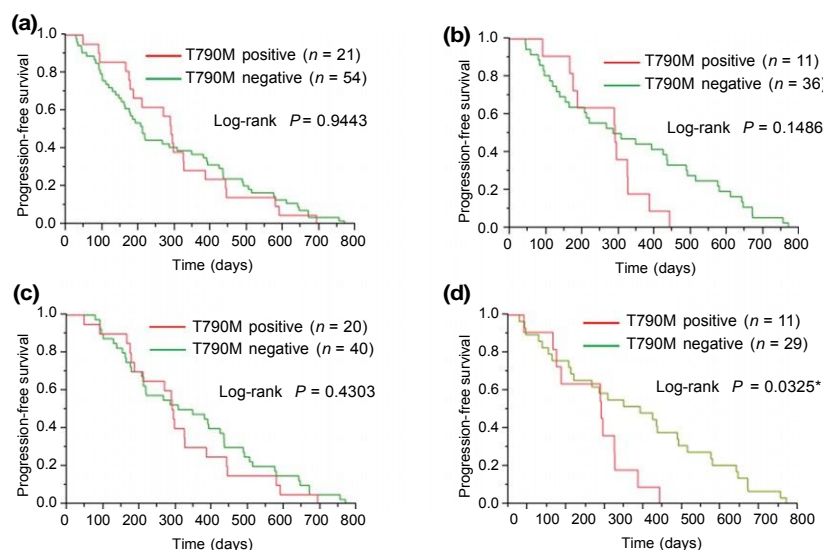 (a)
1.0
0.8
0.6
0.4
0.2
0.0
Progression-free survival
T790M positive (n = 21)
T790M negative (n = 54)
Log-rank P = 0.9443
0 100 200 300 400 500 600 700 800
Time (days)
(b)
1.0
0.8
0.6
0.4
0.2
0.0
Progression-free survival
T790M positive (n = 11)
T790M negative (n = 36)
Log-rank P = 0.1486
0 100 200 300 400 500 600 700 800
Time (days)
(c)
1.0
0.8
0.6
0.4
0.2
0.0
Progression-free survival
T790M positive (n = 20)
T790M negative (n = 40)
Log-rank P = 0.4303
0 100 200 300 400 500 600 700 800
Time (days)
(d)
1.0
0.8
0.6
0.4
0.2
0.0
Progression-free survival
T790M positive (n = 11)
T790M negative (n = 29)
Log-rank P = 0.0325*
0 100 200 300 400 500 600 700 800
Time (days)